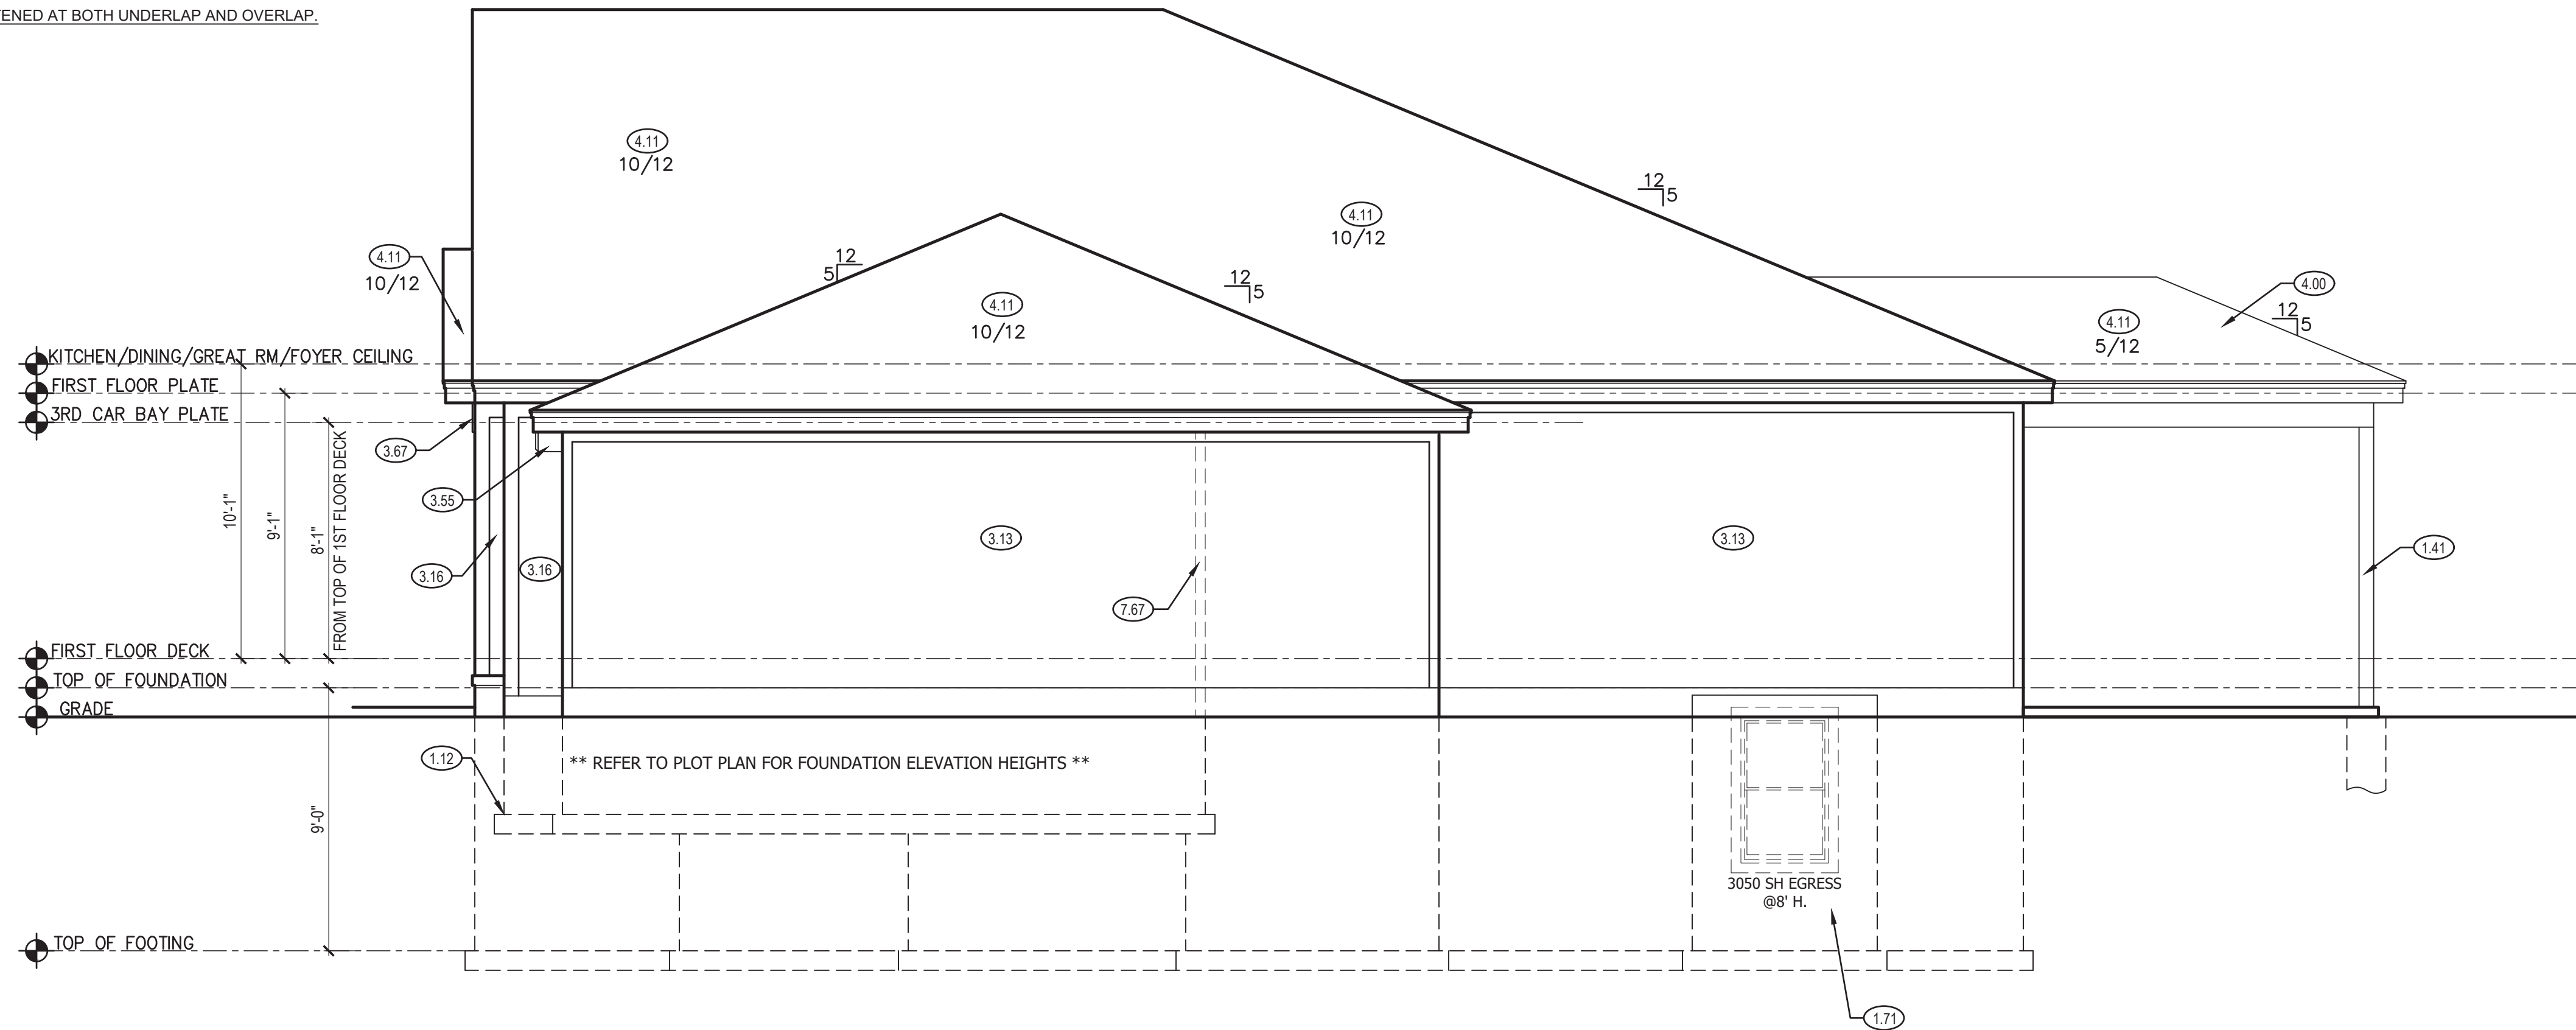 TENED AT BOTH UNDERLAP AND OVERLAP.
4.11
10/12
12
5
4.11
10/12
4.11
10/12
12
5
12
5
4.00
4.11
10/12
12
5
4.11
5/12
KITCHEN/DINING/GREAT RM/FOYER CEILING
FIRST FLOOR PLATE
3RD CAR BAY PLATE
3.67
3.55
10'-1"
9'-1"
8'-1"
FROM TOP OF 1ST FLOOR DECK
3.13
3.13
1.41
3.16
3.16
7.67
FIRST FLOOR DECK
TOP OF FOUNDATION
GRADE
1.12
** REFER TO PLOT PLAN FOR FOUNDATION ELEVATION HEIGHTS **
9'-0"
3050 SH EGRESS
@8' H.
TOP OF FOOTING
1.71